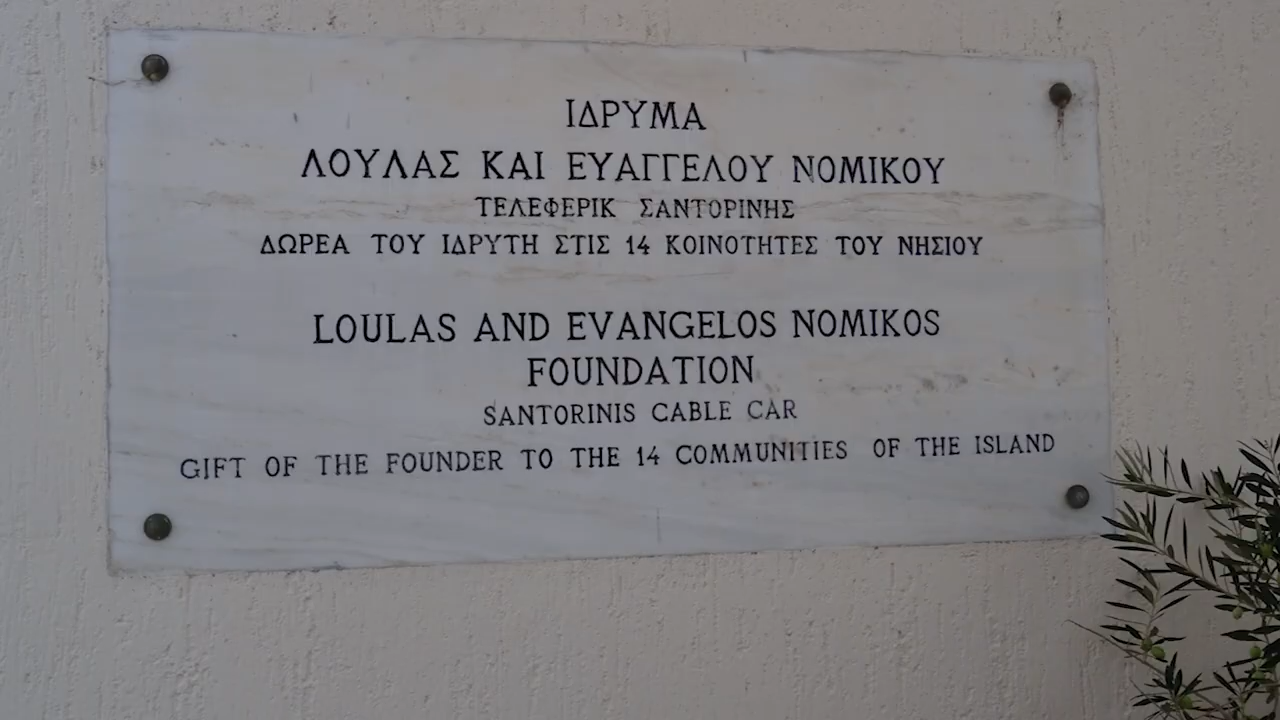 ΙΔΡΥΜΑ
ΛΟΥΛΑΣ ΚΑΙ ΕΥΑΓΓΕΛΟΥ ΝΟΜΙΚΟΥ
ΤΕΛΕΦΕΡΙΚ ΣΑΝΤΟΡΙΝΗΣ
ΔΩΡΕΑ ΤΟΥ ΙΔΡΥΤΗ ΣΤΙΣ 14 ΚΟΙΝΟΤΗΤΕΣ ΤΟΥ ΝΗΣΙΟΥ
LOULAS AND EVANGELOS NOMIKOS
FOUNDATION
SANTORINIS CABLE CAR
GIFT OF THE FOUNDER TO THE 14 COMMUNITIES OF THE ISLAND